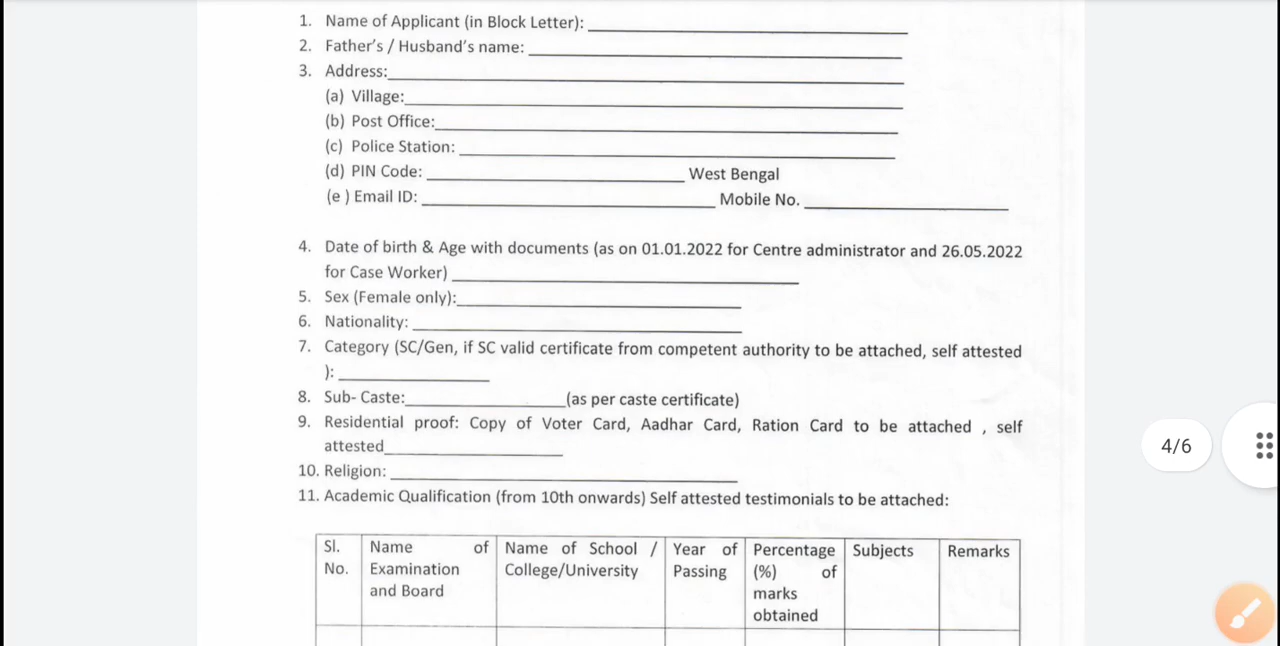 1. Name of Applicant (in Block Letter):
2. Father's / Husband's name:
3. Address:
(a) Village:
(b) Post Office:
(c) Police Station:
(d) PIN Code: West Bengal
(e ) Email ID: Mobile No.
4. Date of birth & Age with documents (as on 01.01.2022 for Centre administrator and 26.05.2022
for Case Worker)
5. Sex (Female only):
6. Nationality:
7. Category (SC/Gen, if SC valid certificate from competent authority to be attached, self attested
):
8. Sub- Caste: (as per caste certificate)
9. Residential proof: Copy of Voter Card, Aadhar Card, Ration Card to be attached , self
attested
4/6
10. Religion:
11. Academic Qualification (from 10th onwards) Self attested testimonials to be attached:
Sl. Name of Name of School / Year of Percentage Subjects Remarks
No. Examination College/University Passing (%) of
and Board marks
obtained